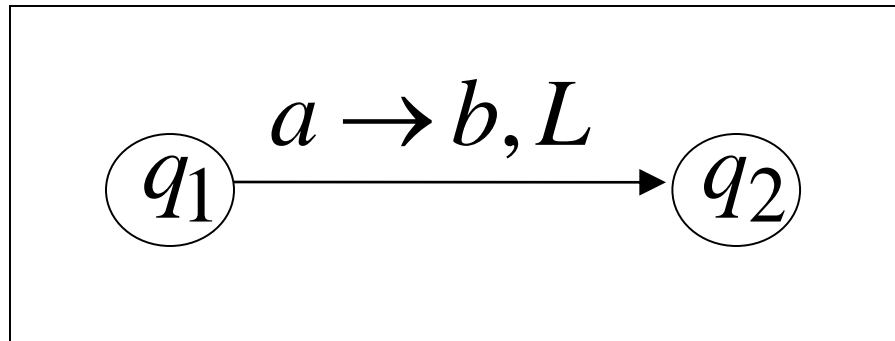 a → b, L
q₁ q₂